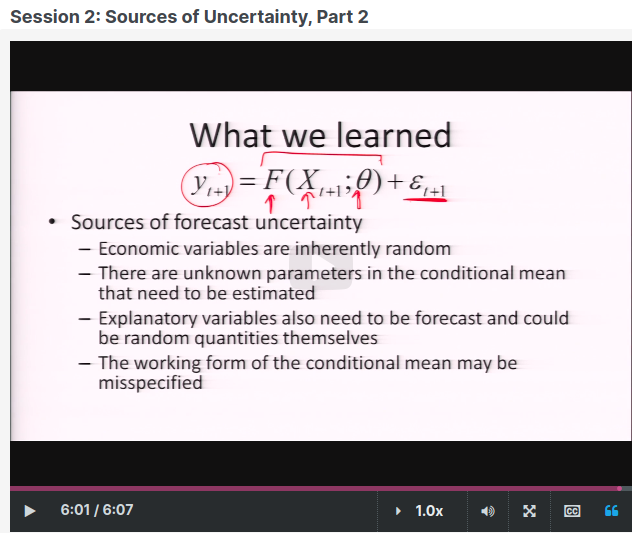 Session 2: Sources of Uncertainty, Part 2
What we learned
y_{t+1} = F(X_{t+1};θ)+ε_{t+1}
• Sources of forecast uncertainty
– Economic variables are inherently random
– There are unknown parameters in the conditional mean
that need to be estimated
– Explanatory variables also need to be forecast and could
be random quantities themselves
– The working form of the conditional mean may be
misspecified
6:01 / 6:07
1.0x
CC